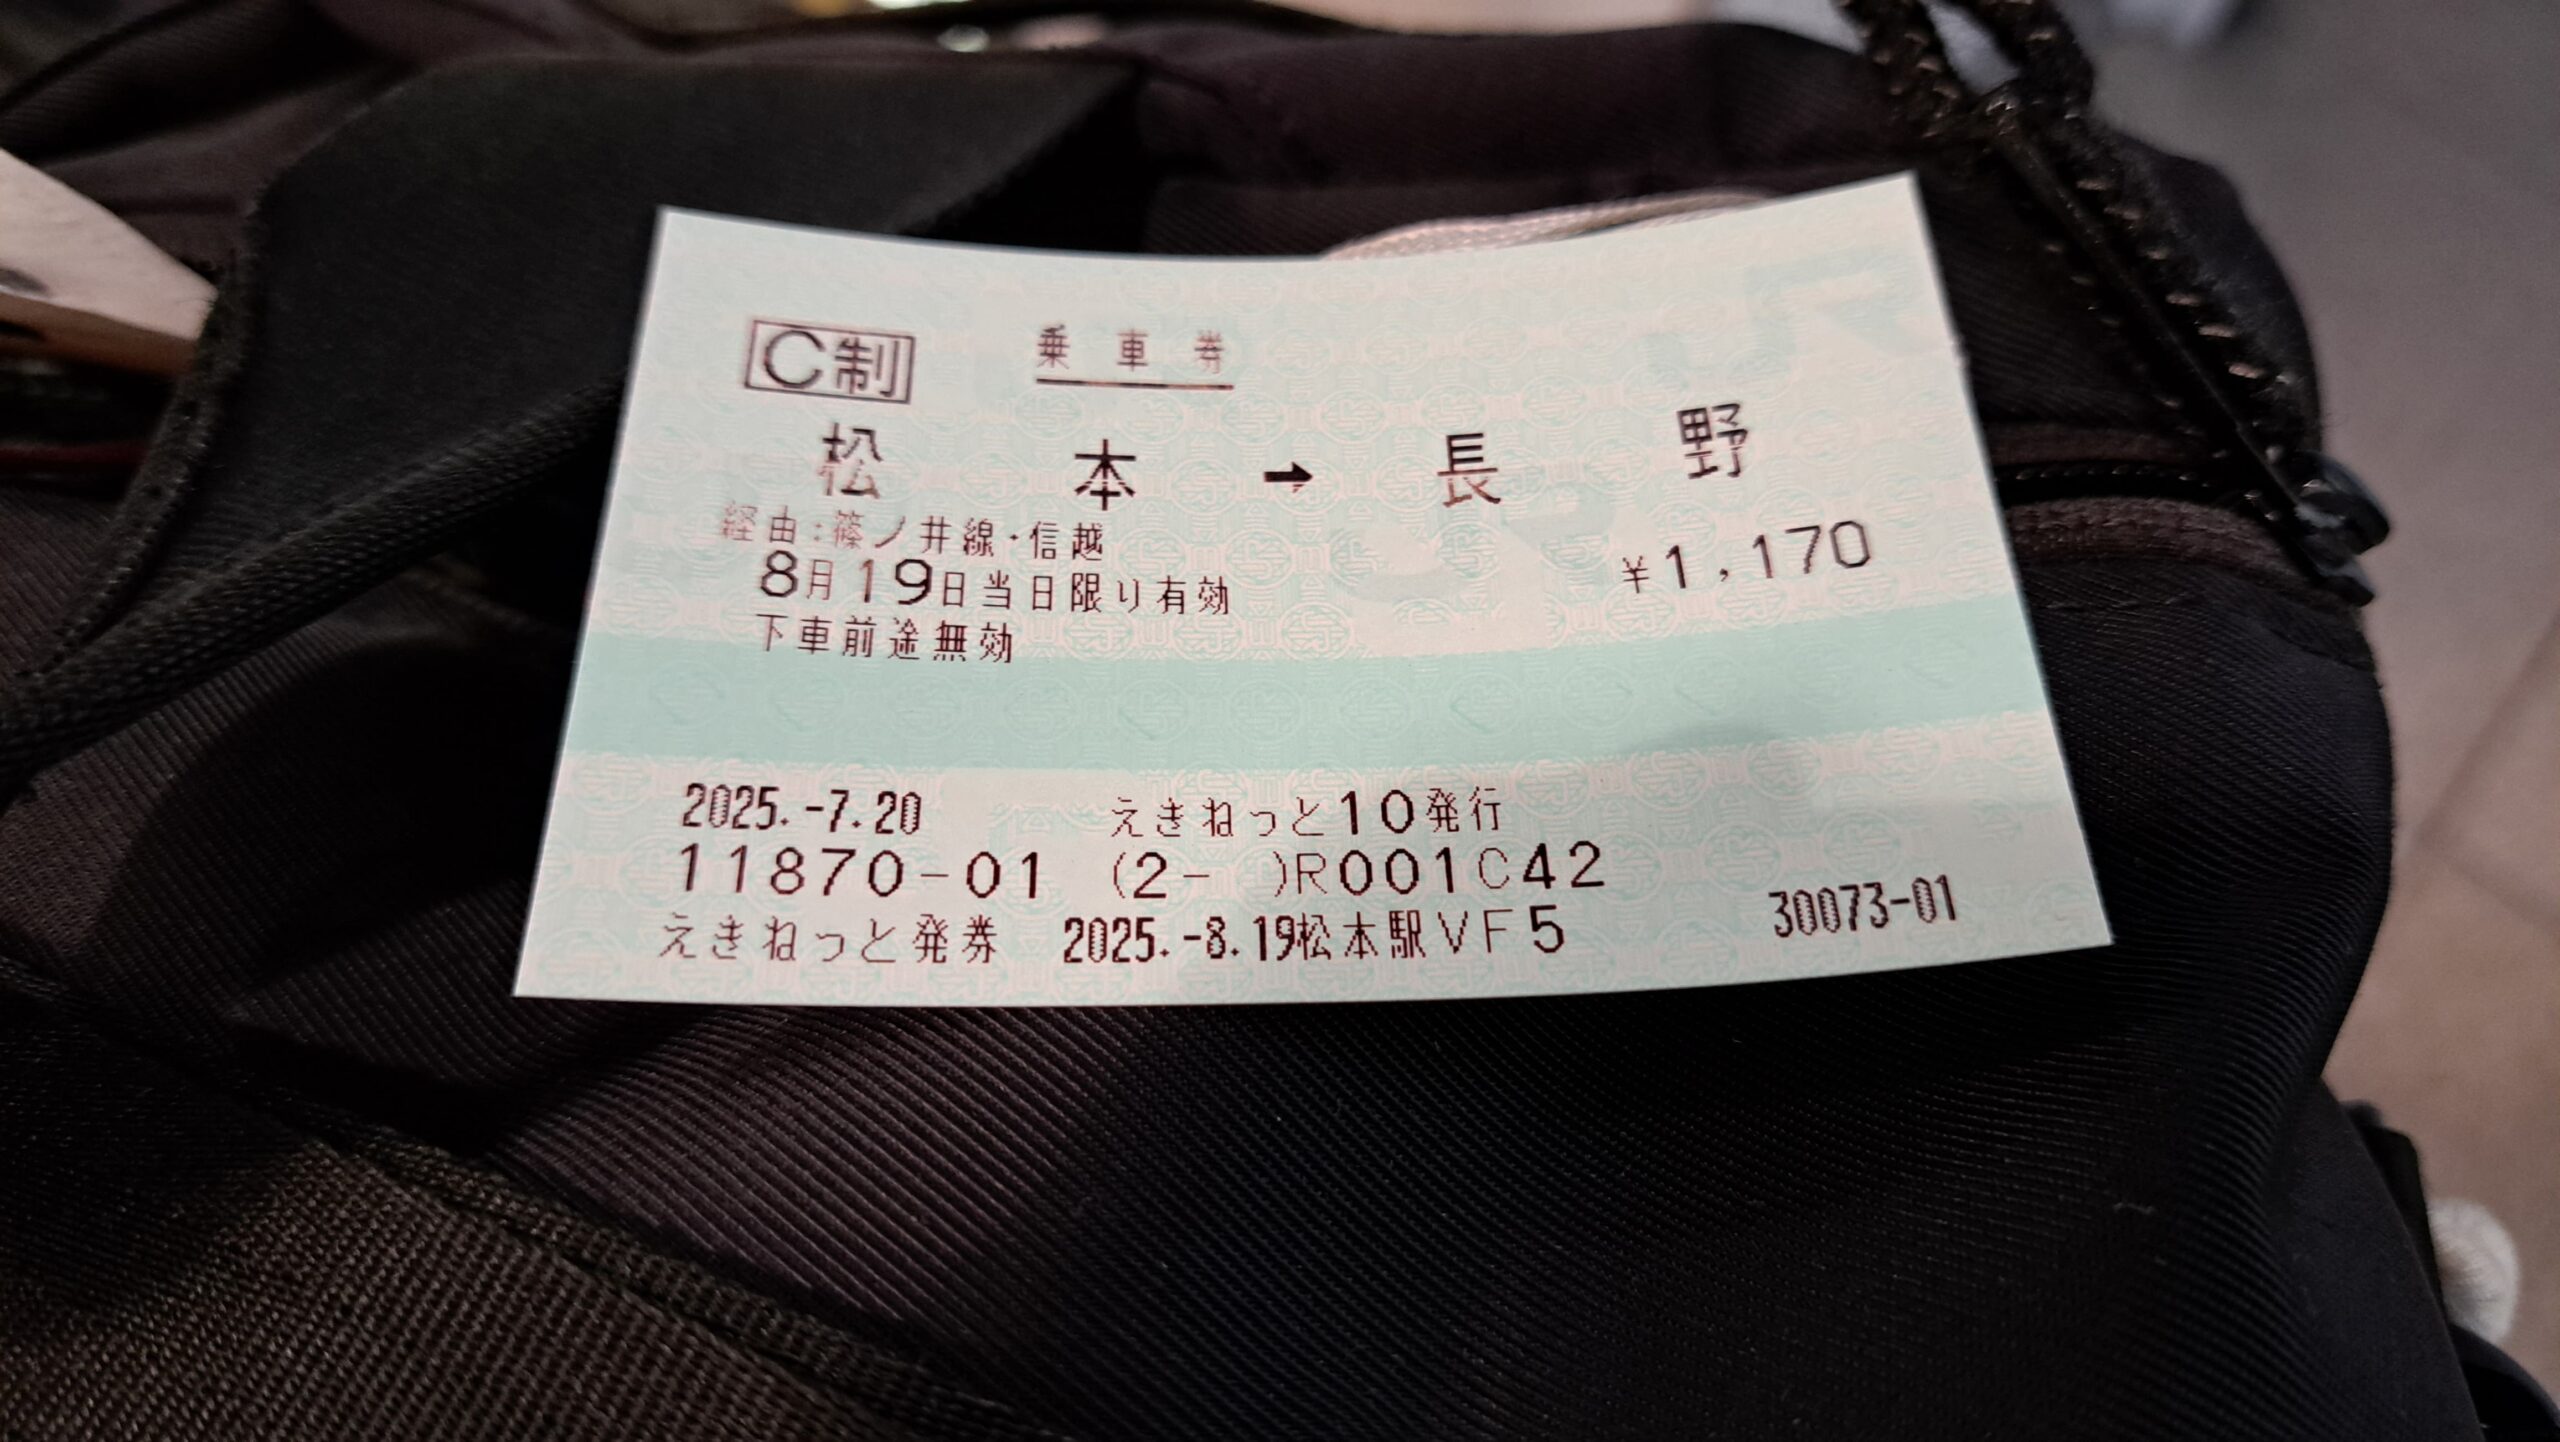 C制 乗車券
松本 → 長野
経由:篠ノ井線・信越
8月19日当日限り有効 ¥1,170
下車前途無効
2025.-7.20 えきねっと10発行
11870-01 (2- )R001C42
えきねっと発券 2025.-8.19松本駅VF5 30073-01